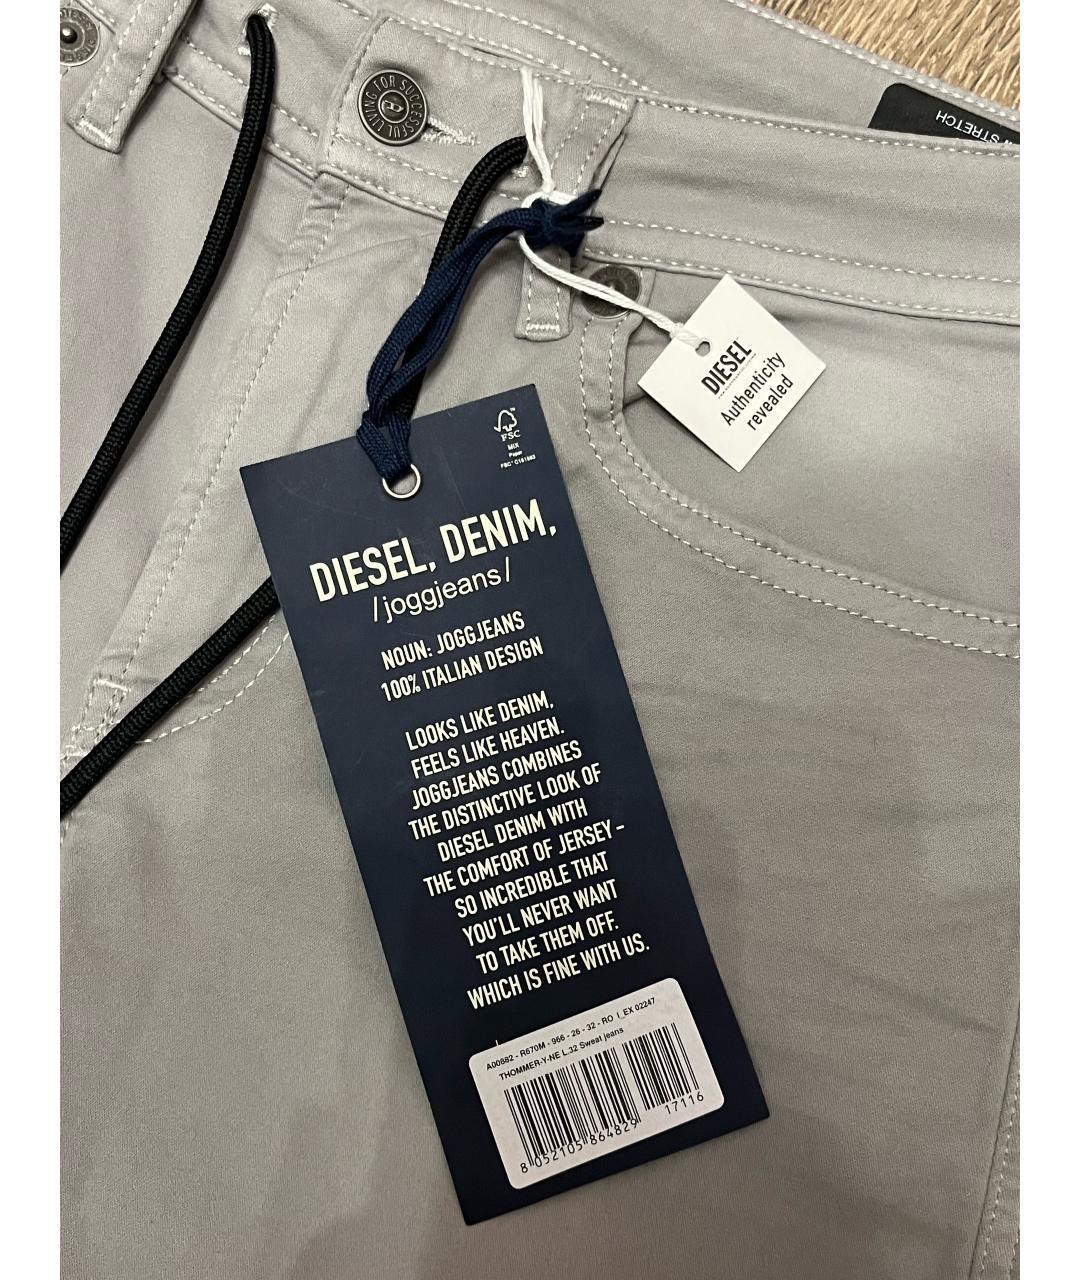 FOR SUCCESSFUL LIVING
STRETCH
DIESEL
Authenticity
revealed
FSC
MIX
Paper
FSC® C181983
DIESEL, DENIM,
/joggjeans/
NOUN: JOGGJEANS
100% ITALIAN DESIGN
LOOKS LIKE DENIM,
FEELS LIKE HEAVEN.
JOGGJEANS COMBINES
THE DISTINCTIVE LOOK OF
DIESEL DENIM WITH
THE COMFORT OF JERSEY –
SO INCREDIBLE THAT
YOU'LL NEVER WANT
TO TAKE THEM OFF.
WHICH IS FINE WITH US.
A00882 - R670M - 966 - 26 - 32 - RO I_EX 02247
THOMMER-Y-NE L.32 Sweat jeans
8 052105 864829
17116